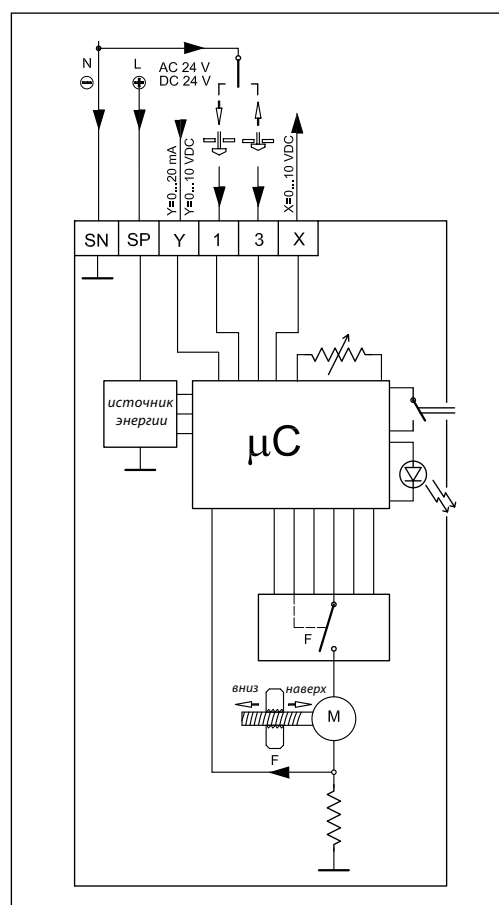 N
L
AC 24 V
DC 24 V
Y=0...20 mA
Y=0...10 VDC
X=0...10 VDC
SN
SP
Y
1
3
X
источник
энергии
μC
F
вниз
наверх
M
F